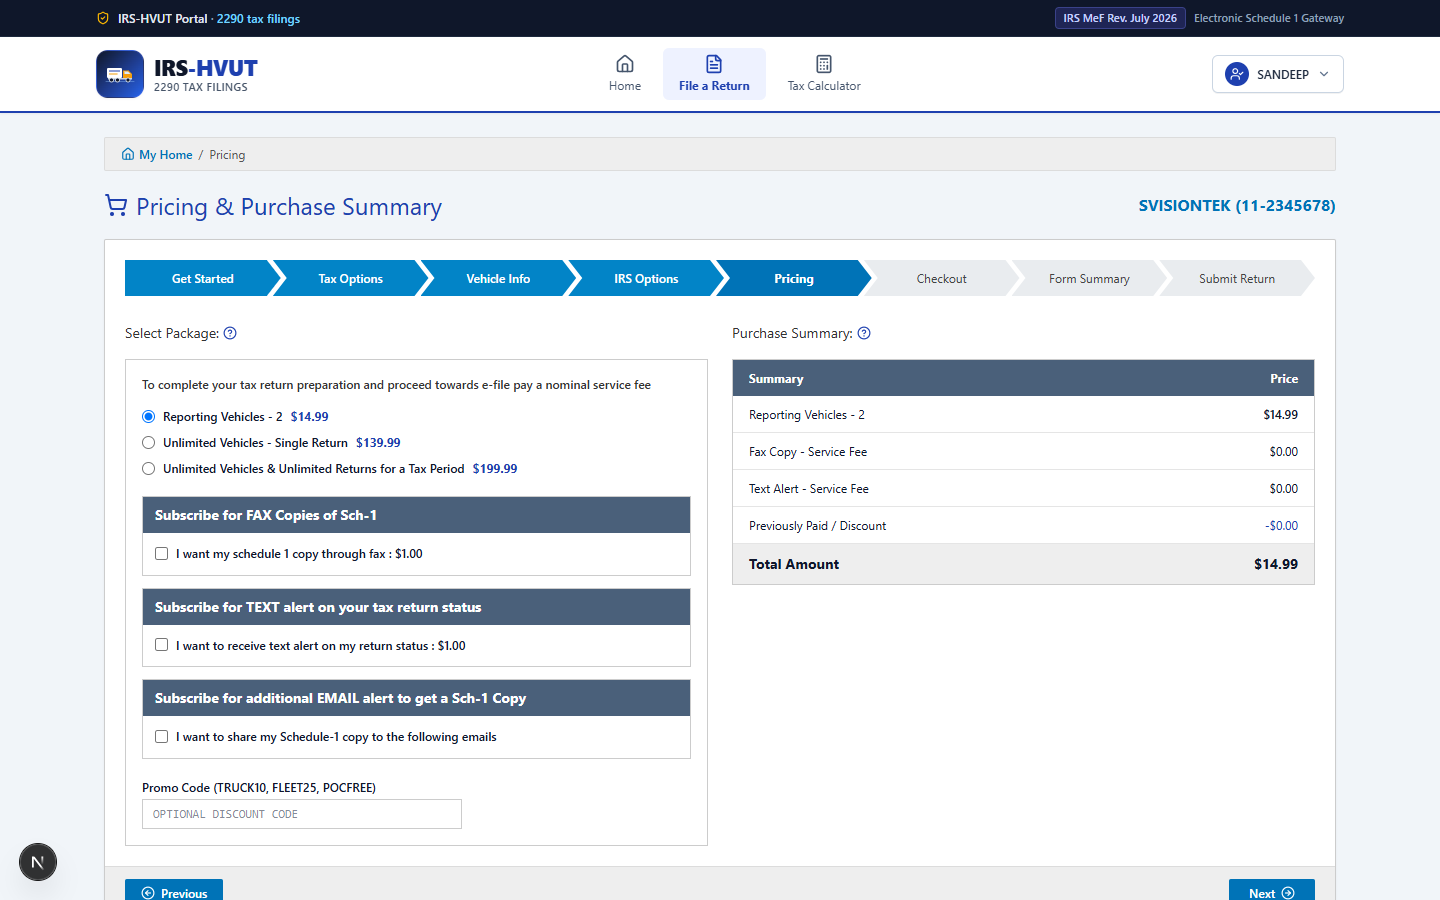 IRS-HVUT Portal · 2290 tax filings
IRS MeF Rev. July 2026
Electronic Schedule 1 Gateway
IRS-HVUT
2290 TAX FILINGS
Home
File a Return
Tax Calculator
SANDEEP
My Home / Pricing
Pricing & Purchase Summary
SVISIONTEK (11-2345678)
Get Started
Tax Options
Vehicle Info
IRS Options
Pricing
Checkout
Form Summary
Submit Return
Select Package:
To complete your tax return preparation and proceed towards e-file pay a nominal service fee
Reporting Vehicles - 2 $14.99
Unlimited Vehicles - Single Return $139.99
Unlimited Vehicles & Unlimited Returns for a Tax Period $199.99
Subscribe for FAX Copies of Sch-1
I want my schedule 1 copy through fax : $1.00
Subscribe for TEXT alert on your tax return status
I want to receive text alert on my return status : $1.00
Subscribe for additional EMAIL alert to get a Sch-1 Copy
I want to share my Schedule-1 copy to the following emails
Promo Code (TRUCK10, FLEET25, POCFREE)
OPTIONAL DISCOUNT CODE
Purchase Summary:
Summary Price
Reporting Vehicles - 2 $14.99
Fax Copy - Service Fee $0.00
Text Alert - Service Fee $0.00
Previously Paid / Discount -$0.00
Total Amount $14.99
N
Previous
Next